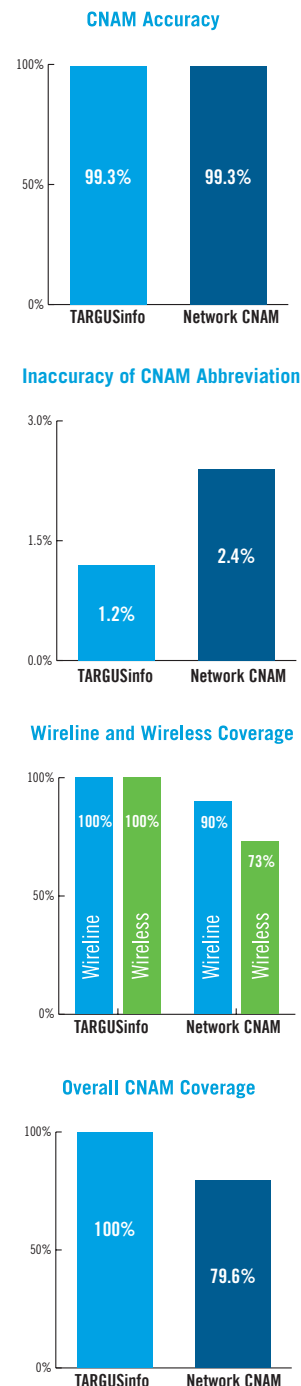 CNAM Accuracy
100%
50%
0%
99.3%
99.3%
TARGUSinfo
Network CNAM
Inaccuracy of CNAM Abbreviation
3.0%
1.5%
0.0%
1.2%
2.4%
TARGUSinfo
Network CNAM
Wireline and Wireless Coverage
100%
50%
0%
100%
100%
90%
73%
Wireline
Wireless
Wireline
Wireless
TARGUSinfo
Network CNAM
Overall CNAM Coverage
100%
50%
0%
100%
79.6%
TARGUSinfo
Network CNAM